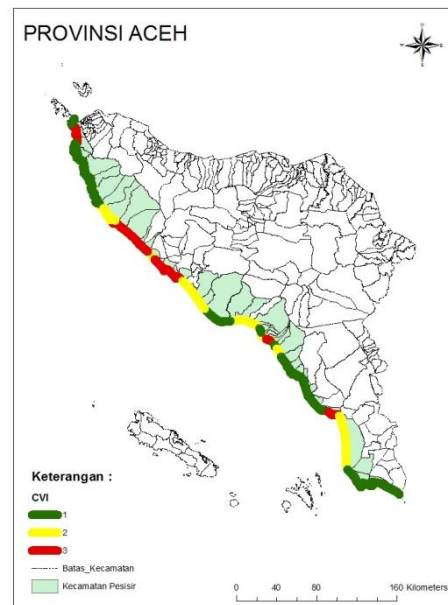 PROVINSI ACEH
Keterangan :
CVI
1
2
3
Batas_Kecamatan
Kecamatan Pesisir
0 40 80 160 Kilometers